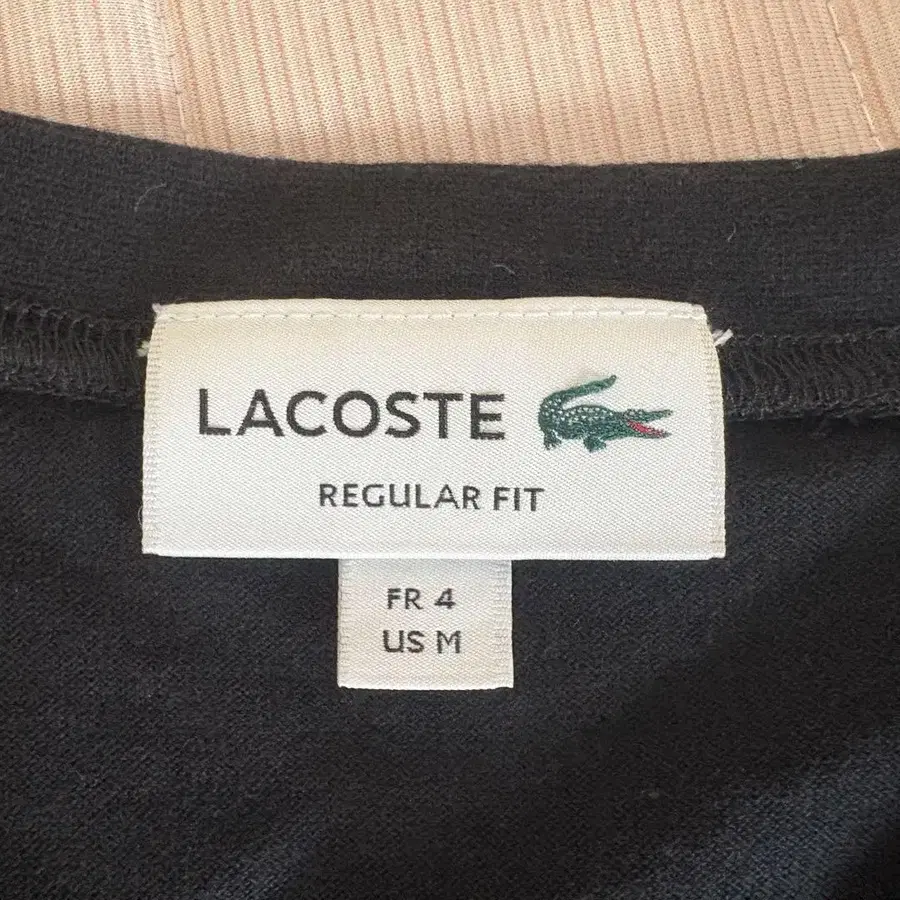 LACOSTE
REGULAR FIT
FR 4
US M